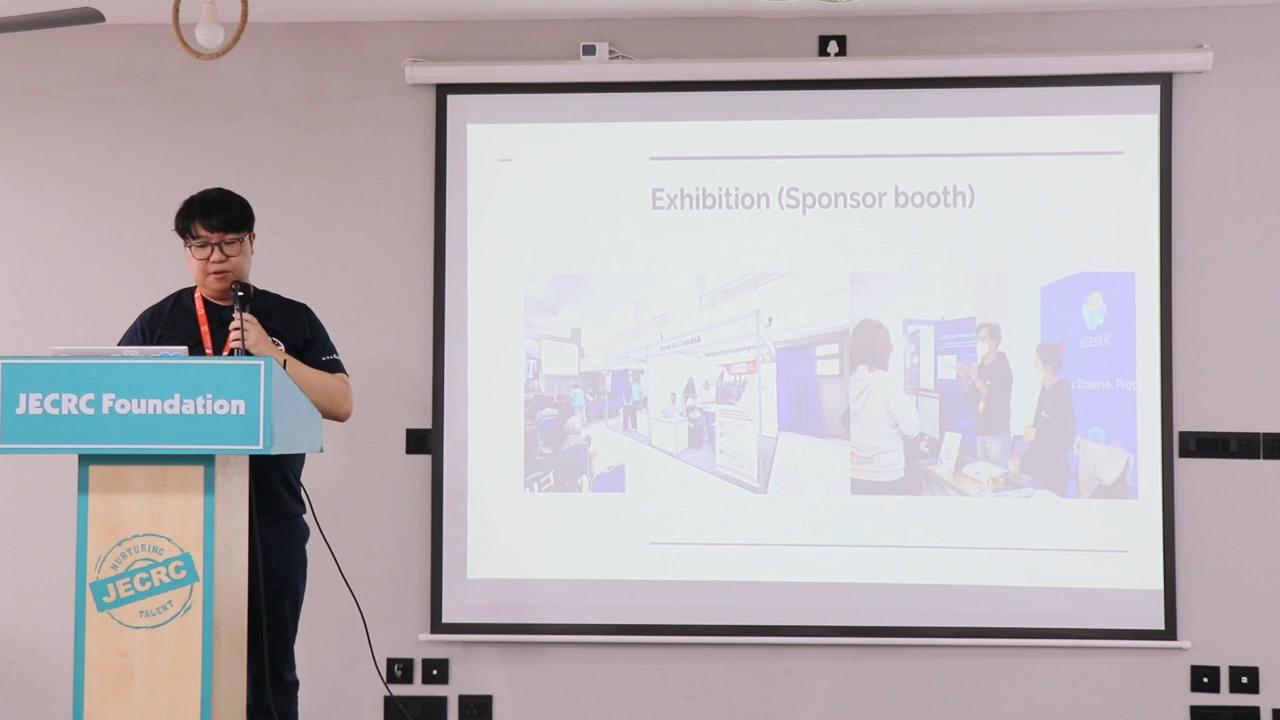 Exhibition (Sponsor booth)
elastic
Observe. Prot
JECRC Foundation
NURTURING
JECRC
TALENT